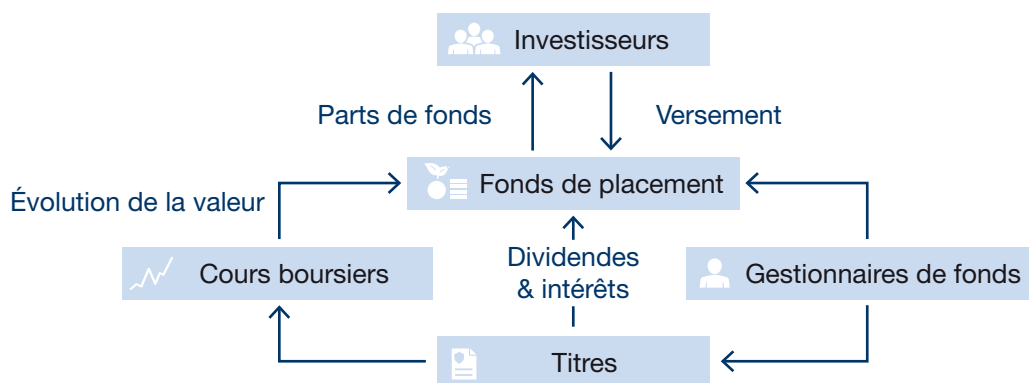 Investisseurs
Parts de fonds
Versement
Fonds de placement
Évolution de la valeur
Cours boursiers
Dividendes
& intérêts
Gestionnaires de fonds
Titres